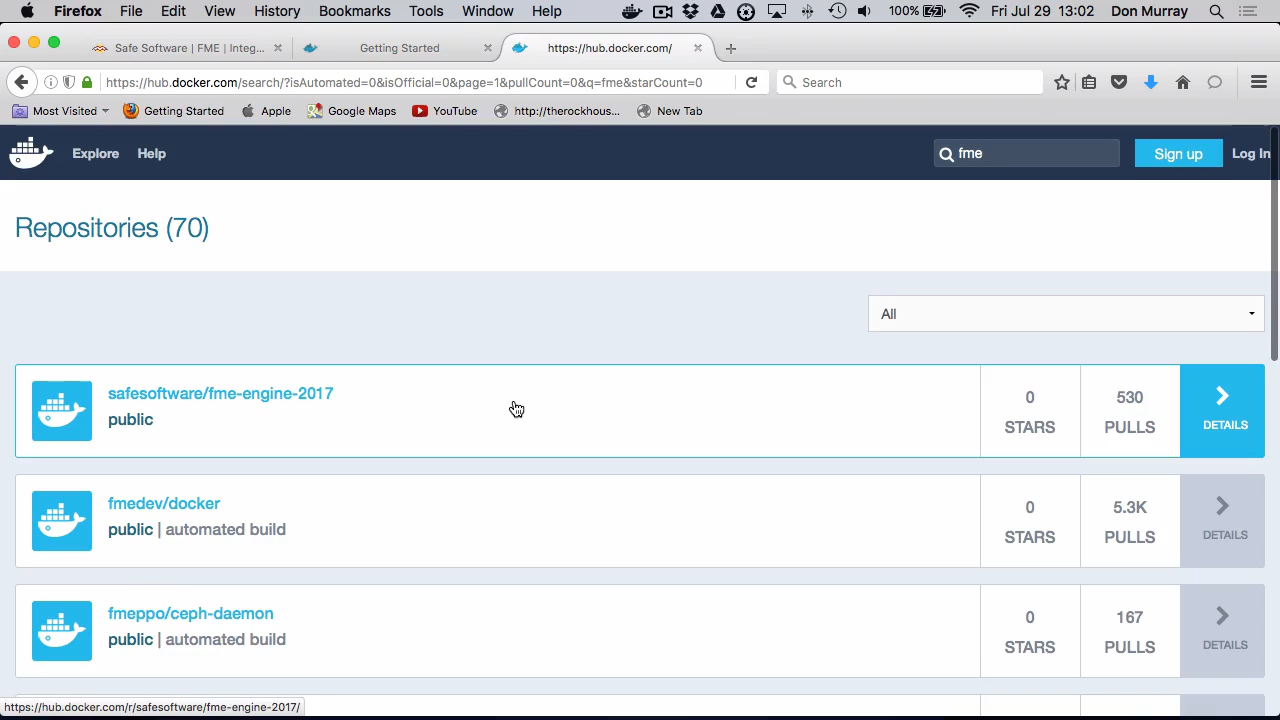 Firefox File Edit View History Bookmarks Tools Window Help 100% Fri Jul 29 13:02 Don Murray
Safe Software | FME | Integ... Getting Started https://hub.docker.com/
https://hub.docker.com/search/?isAutomated=0&isOfficial=0&page=1&pullCount=0&q=fme&starCount=0 Search
Most Visited Getting Started Apple Google Maps YouTube http://therockhous... New Tab
Explore Help fme Sign up Log In
Repositories (70)
All
safesoftware/fme-engine-2017
public
0
STARS
530
PULLS
DETAILS
fmedev/docker
public | automated build
0
STARS
5.3K
PULLS
DETAILS
fmeppo/ceph-daemon
public | automated build
0
STARS
167
PULLS
DETAILS
https://hub.docker.com/r/safesoftware/fme-engine-2017/